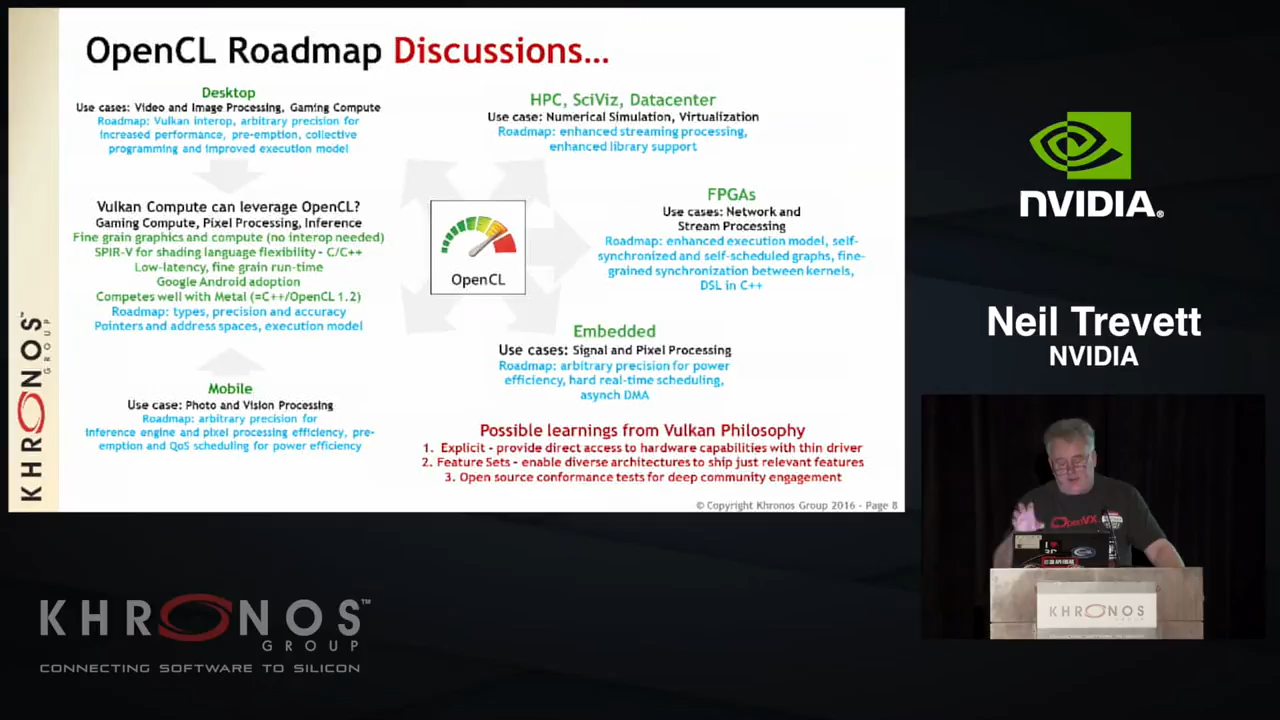 OpenCL Roadmap Discussions...
Desktop
Use cases: Video and Image Processing, Gaming Compute
Roadmap: Vulkan interop, arbitrary precision for
increased performance, pre-emption, collective
programming and improved execution model
Vulkan Compute can leverage OpenCL?
Gaming Compute, Pixel Processing, Inference
Fine grain graphics and compute (no interop needed)
SPIR-V for shading language flexibility - C/C++
Low-latency, fine grain run-time
Google Android adoption
Competes well with Metal (=C++/OpenCL 1.2)
Roadmap: types, precision and accuracy
Pointers and address spaces, execution model
Mobile
Use case: Photo and Vision Processing
Roadmap: arbitrary precision for
inference engine and pixel processing efficiency, pre-
emption and QoS scheduling for power efficiency
OpenCL
HPC, SciViz, Datacenter
Use case: Numerical Simulation, Virtualization
Roadmap: enhanced streaming processing,
enhanced library support
FPGAs
Use cases: Network and
Stream Processing
Roadmap: enhanced execution model, self-
synchronized and self-scheduled graphs, fine-
grained synchronization between kernels,
DSL in C++
Embedded
Use cases: Signal and Pixel Processing
Roadmap: arbitrary precision for power
efficiency, hard real-time scheduling,
asynch DMA
Possible learnings from Vulkan Philosophy
1. Explicit - provide direct access to hardware capabilities with thin driver
2. Feature Sets - enable diverse architectures to ship just relevant features
3. Open source conformance tests for deep community engagement
© Copyright Khronos Group 2016 - Page 8
KHRONOS
GROUP
NVIDIA.
Neil Trevett
NVIDIA
OpenVX
KHRONOS
GROUP
KHRONOS™
GROUP
CONNECTING SOFTWARE TO SILICON